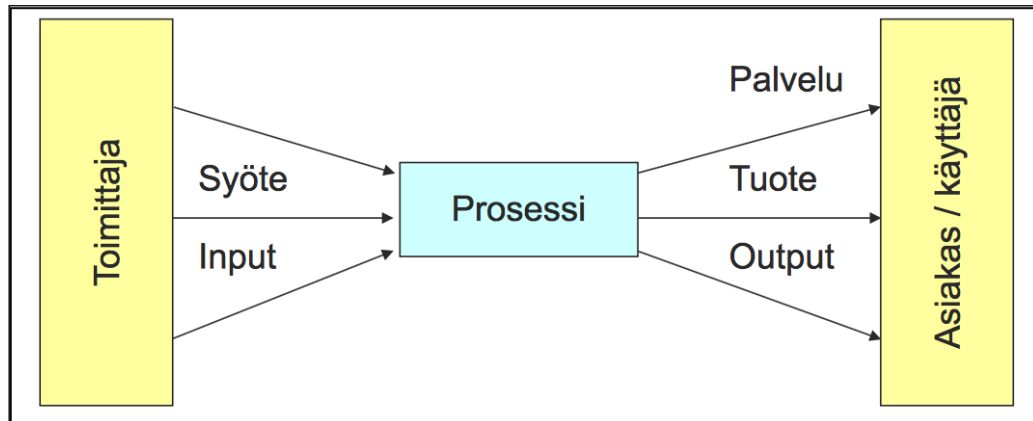 Toimittaja
Syöte
Input
Prosessi
Palvelu
Tuote
Output
Asiakas / käyttäjä